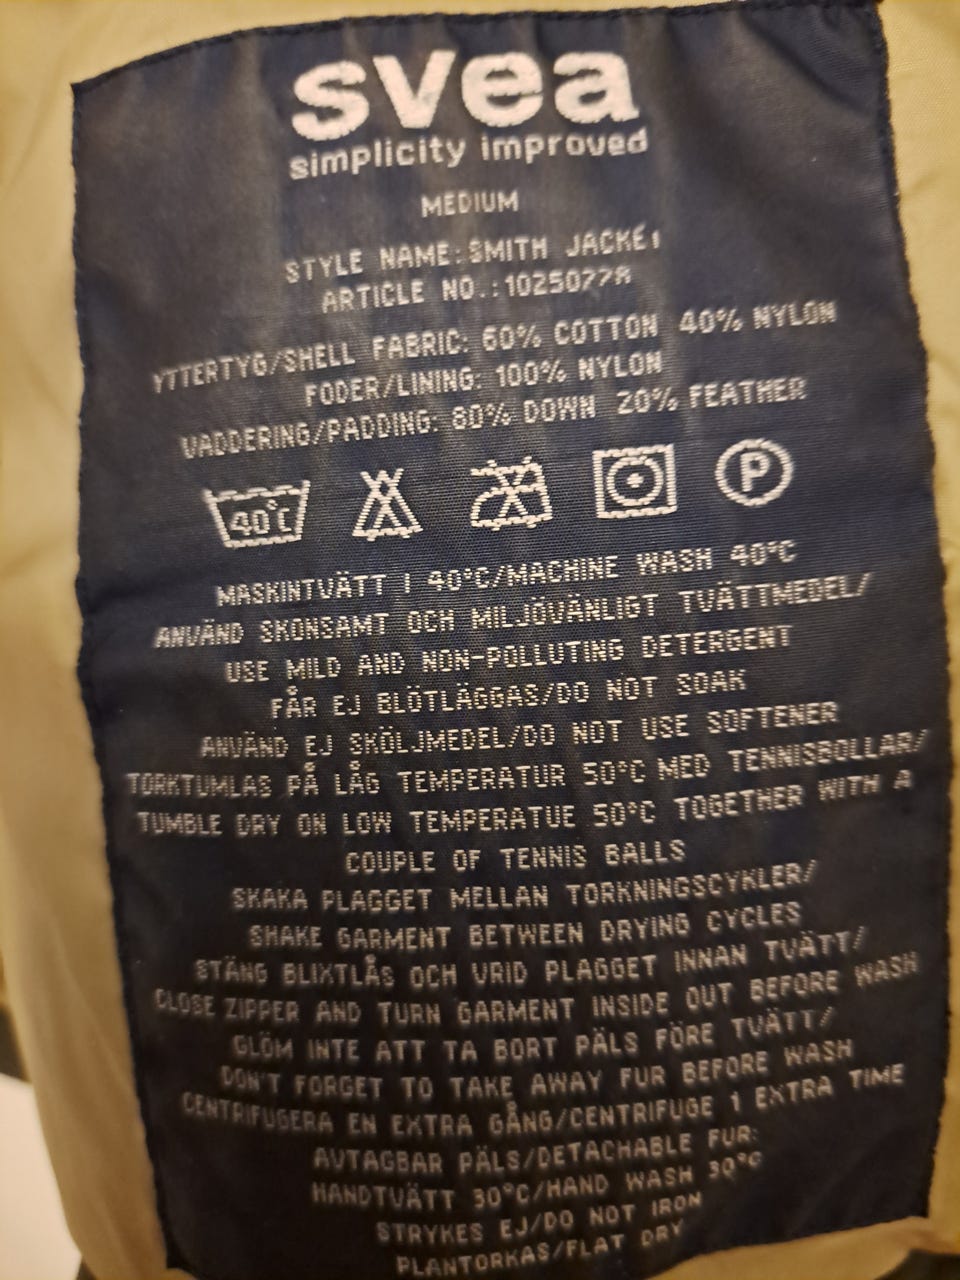 svea
simplicity improved
MEDIUM
STYLE NAME:SMITH JACKET
ARTICLE NO.:
YTTERTYG/SHELL FABRIC: 60% COTTON 40% NYLON
FODER/LINING: 100% NYLON
VADDERING/PADDING: 80% DOWN 20% FEATHER
40°C P
MASKINTVÄTT I 40°C/MACHINE WASH 40°C
ANVÄND SKONSAMT OCH MILJÖVÄNLIGT TVÄTTMEDEL/
USE MILD AND NON-POLLUTING DETERGENT
FÅR EJ BLÖTLÄGGAS/DO NOT SOAK
ANVÄND EJ SKÖLJMEDEL/DO NOT USE SOFTENER
TORKTUMLAS PÅ LÅG TEMPERATUR 50°C MED TENNISBOLLAR/
TUMBLE DRY ON LOW TEMPERATUE 50°C TOGETHER WITH A
COUPLE OF TENNIS BALLS
SKAKA PLAGGET MELLAN TORKNINGSCYKLER/
SHAKE GARMENT BETWEEN DRYING CYCLES
STÄNG BLIXTLÅS OCH VRID PLAGGET INNAN TVÄTT/
CLOSE ZIPPER AND TURN GARMENT INSIDE OUT BEFORE WASH
GLÖM INTE ATT TA BORT PÄLS FÖRE TVÄTT/
DON'T FORGET TO TAKE AWAY FUR BEFORE WASH
CENTRIFUGERA EN EXTRA GÅNG/CENTRIFUGE 1 EXTRA TIME
AVTAGBAR PÄLS/DETACHABLE FUR:
HANDTVÄTT 30°C/HAND WASH 30°C
STRYKES EJ/DO NOT IRON
PLANTORKAS/FLAT DRY